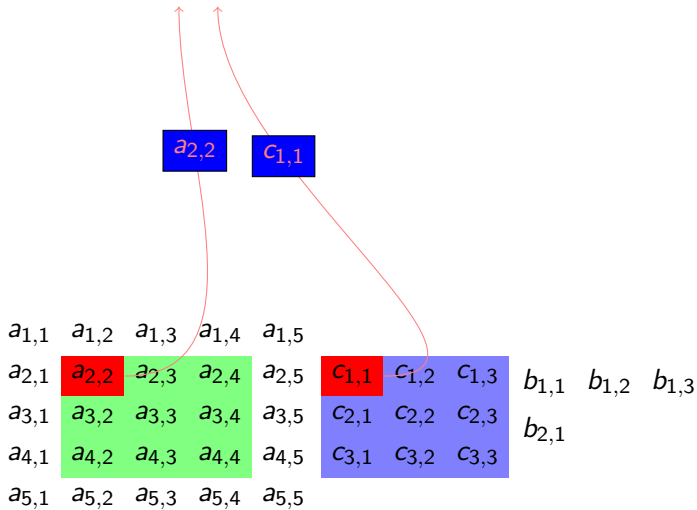 a2,2 c1,1
a1,1 a1,2 a1,3 a1,4 a1,5
a2,1 a2,2 a2,3 a2,4 a2,5 c1,1 c1,2 c1,3 b1,1 b1,2 b1,3
a3,1 a3,2 a3,3 a3,4 a3,5 c2,1 c2,2 c2,3 b2,1
a4,1 a4,2 a4,3 a4,4 a4,5 c3,1 c3,2 c3,3
a5,1 a5,2 a5,3 a5,4 a5,5